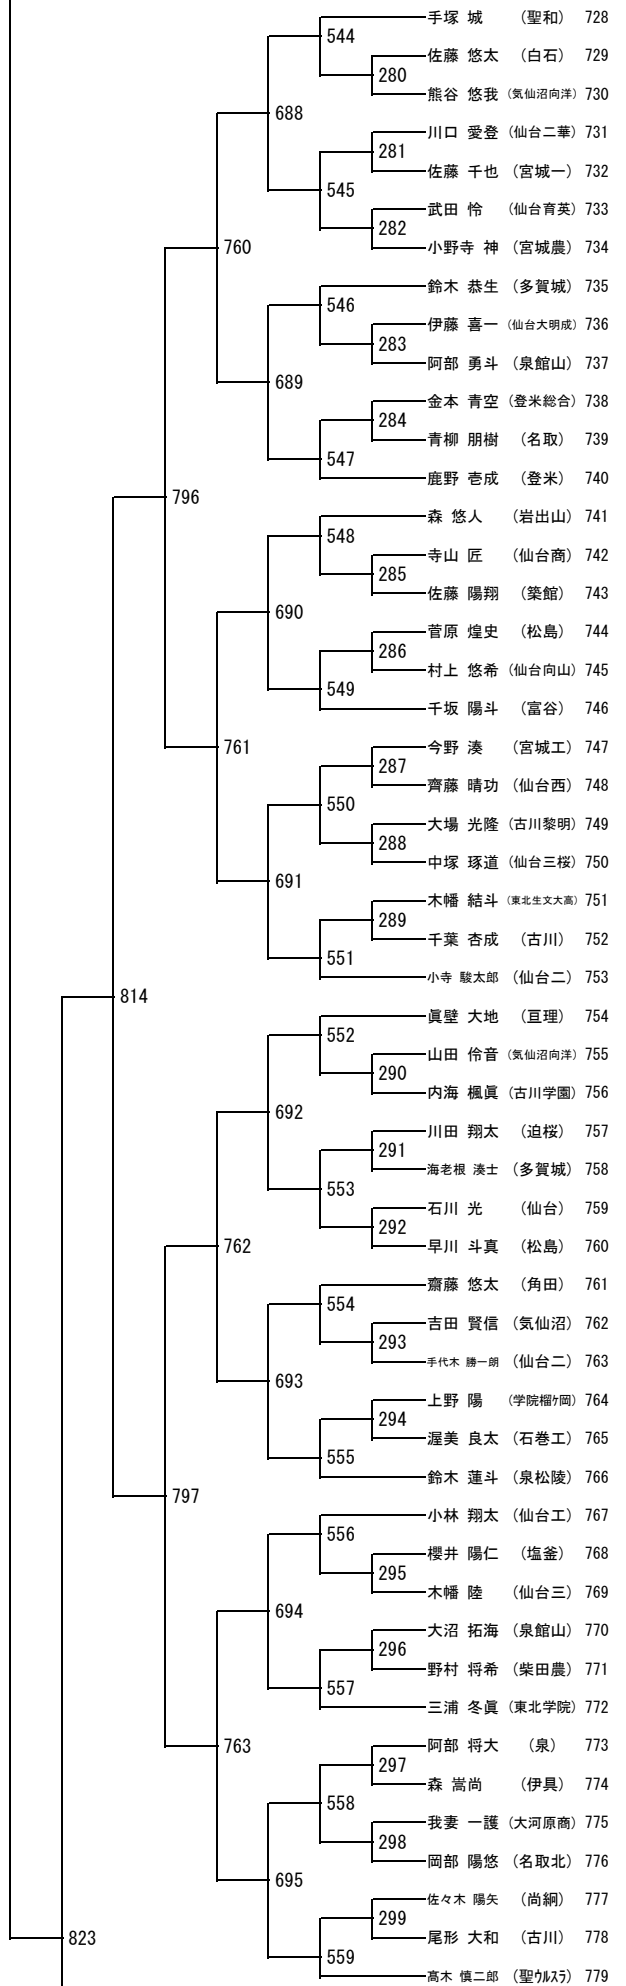 手塚 城 （聖和） 728
544
佐藤 悠太 （白石） 729
280
熊谷 悠我 （気仙沼向洋） 730
688
川口 愛登 （仙台二華） 731
281
佐藤 千也 （宮城一） 732
545
武田 怜 （仙台育英） 733
282
小野寺 神 （宮城農） 734
760
鈴木 恭生 （多賀城） 735
546
伊藤 喜一 （仙台大明成） 736
283
阿部 勇斗 （泉館山） 737
689
金本 青空 （登米総合） 738
284
青柳 朋樹 （名取） 739
547
鹿野 壱成 （登米） 740
796
森 悠人 （岩出山） 741
548
寺山 匠 （仙台商） 742
285
佐藤 陽翔 （築館） 743
690
菅原 煌史 （松島） 744
286
村上 悠希 （仙台向山） 745
549
千坂 陽斗 （富谷） 746
761
今野 湊 （宮城工） 747
287
齊藤 晴功 （仙台西） 748
550
大場 光隆 （古川黎明） 749
288
中塚 琢道 （仙台三桜） 750
691
木幡 結斗 （東北生文大高） 751
289
千葉 杏成 （古川） 752
551
小寺 駿太郎 （仙台二） 753
814
眞壁 大地 （亘理） 754
552
山田 伶音 （気仙沼向洋） 755
290
内海 楓眞 （古川学園） 756
692
川田 翔太 （迫桜） 757
291
海老根 湊士 （多賀城） 758
553
石川 光 （仙台） 759
292
早川 斗真 （松島） 760
762
齋藤 悠太 （角田） 761
554
吉田 賢信 （気仙沼） 762
293
手代木 勝一朗 （仙台二） 763
693
上野 陽 （学院榴ケ岡） 764
294
渥美 良太 （石巻工） 765
555
鈴木 蓮斗 （泉松陵） 766
797
小林 翔太 （仙台工） 767
556
櫻井 陽仁 （塩釜） 768
295
木幡 陸 （仙台三） 769
694
大沼 拓海 （泉館山） 770
296
野村 将希 （柴田農） 771
557
三浦 冬眞 （東北学院） 772
763
阿部 将大 （泉） 773
297
森 嵩尚 （伊具） 774
558
我妻 一護 （大河原商） 775
298
岡部 陽悠 （名取北） 776
695
佐々木 陽矢 （尚絅） 777
299
尾形 大和 （古川） 778
823
559
髙木 慎二郎 （聖ウルスラ） 779